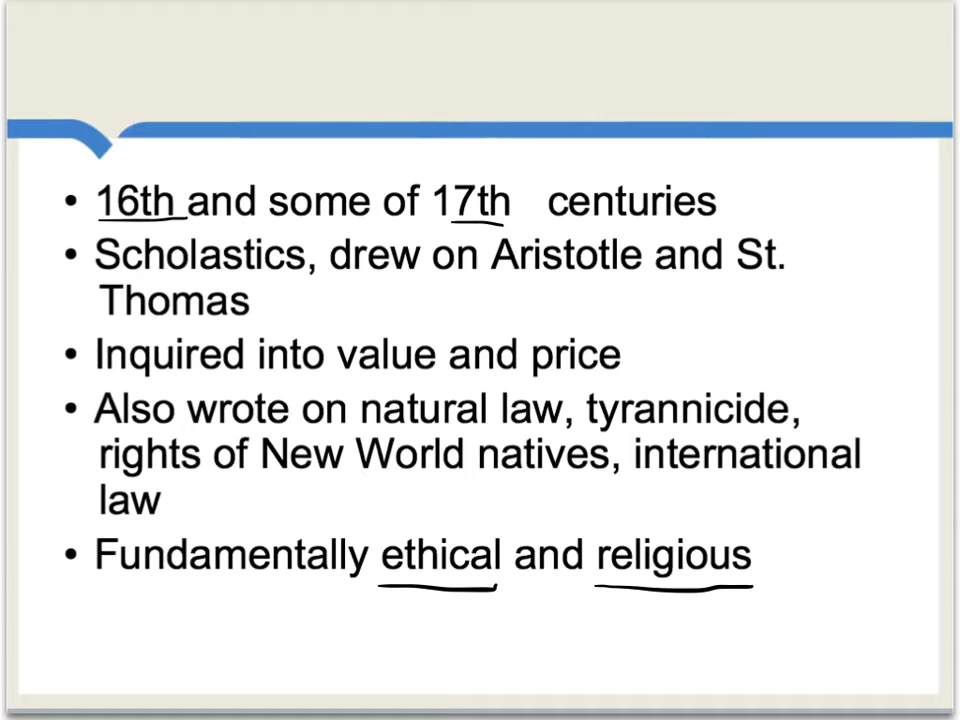 • 16th and some of 17th centuries
• Scholastics, drew on Aristotle and St.
Thomas
• Inquired into value and price
• Also wrote on natural law, tyrannicide,
rights of New World natives, international
law
• Fundamentally ethical and religious